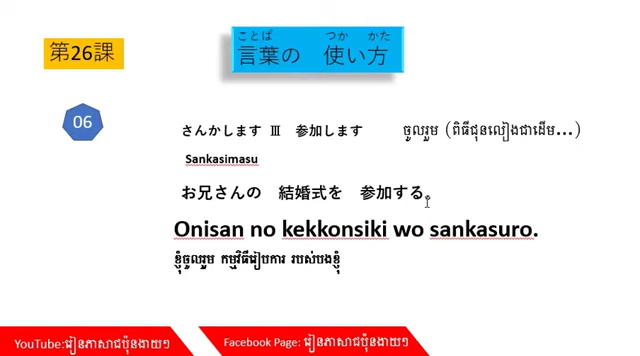 第26課
ことば つか かた
言葉の 使い方
06
さんかします Ⅲ 参加します ចូលរួម (ពិធីជុនលៀងជាដើម...)
Sankasimasu
お兄さんの 結婚式を 参加する。
Onisan no kekkonsiki wo sankasuro.
ខ្ញុំចូលរួម កម្មវិធីរៀបការ របស់បងខ្ញុំ
YouTube:រៀនភាសាជប៉ុនងាយៗ
Facebook Page: រៀនភាសាជប៉ុនងាយៗ